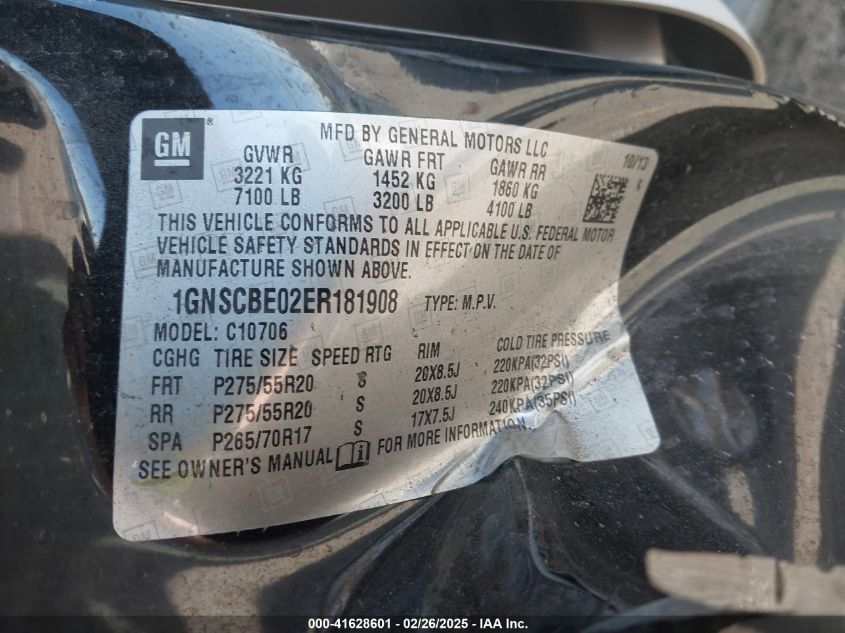 GM
MFD BY GENERAL MOTORS LLC
10/13
GVWR GAWR FRT GAWR RR
3221 KG 1452 KG 1860 KG
7100 LB 3200 LB 4100 LB
THIS VEHICLE CONFORMS TO ALL APPLICABLE U.S. FEDERAL MOTOR
VEHICLE SAFETY STANDARDS IN EFFECT ON THE DATE OF
MANUFACTURE SHOWN ABOVE.
1GNSCBE02ER181908 TYPE: M.P.V.
MODEL: C10706
CGHG TIRE SIZE SPEED RTG RIM COLD TIRE PRESSURE
FRT P275/55R20 S 20X8.5J 220KPA(32PSI)
RR P275/55R20 S 20X8.5J 220KPA(32PSI)
SPA P265/70R17 S 17X7.5J 240KPA(35PSI)
SEE OWNER'S MANUAL FOR MORE INFORMATION.
000-41628601 - 02/26/2025 - © IAA Inc.